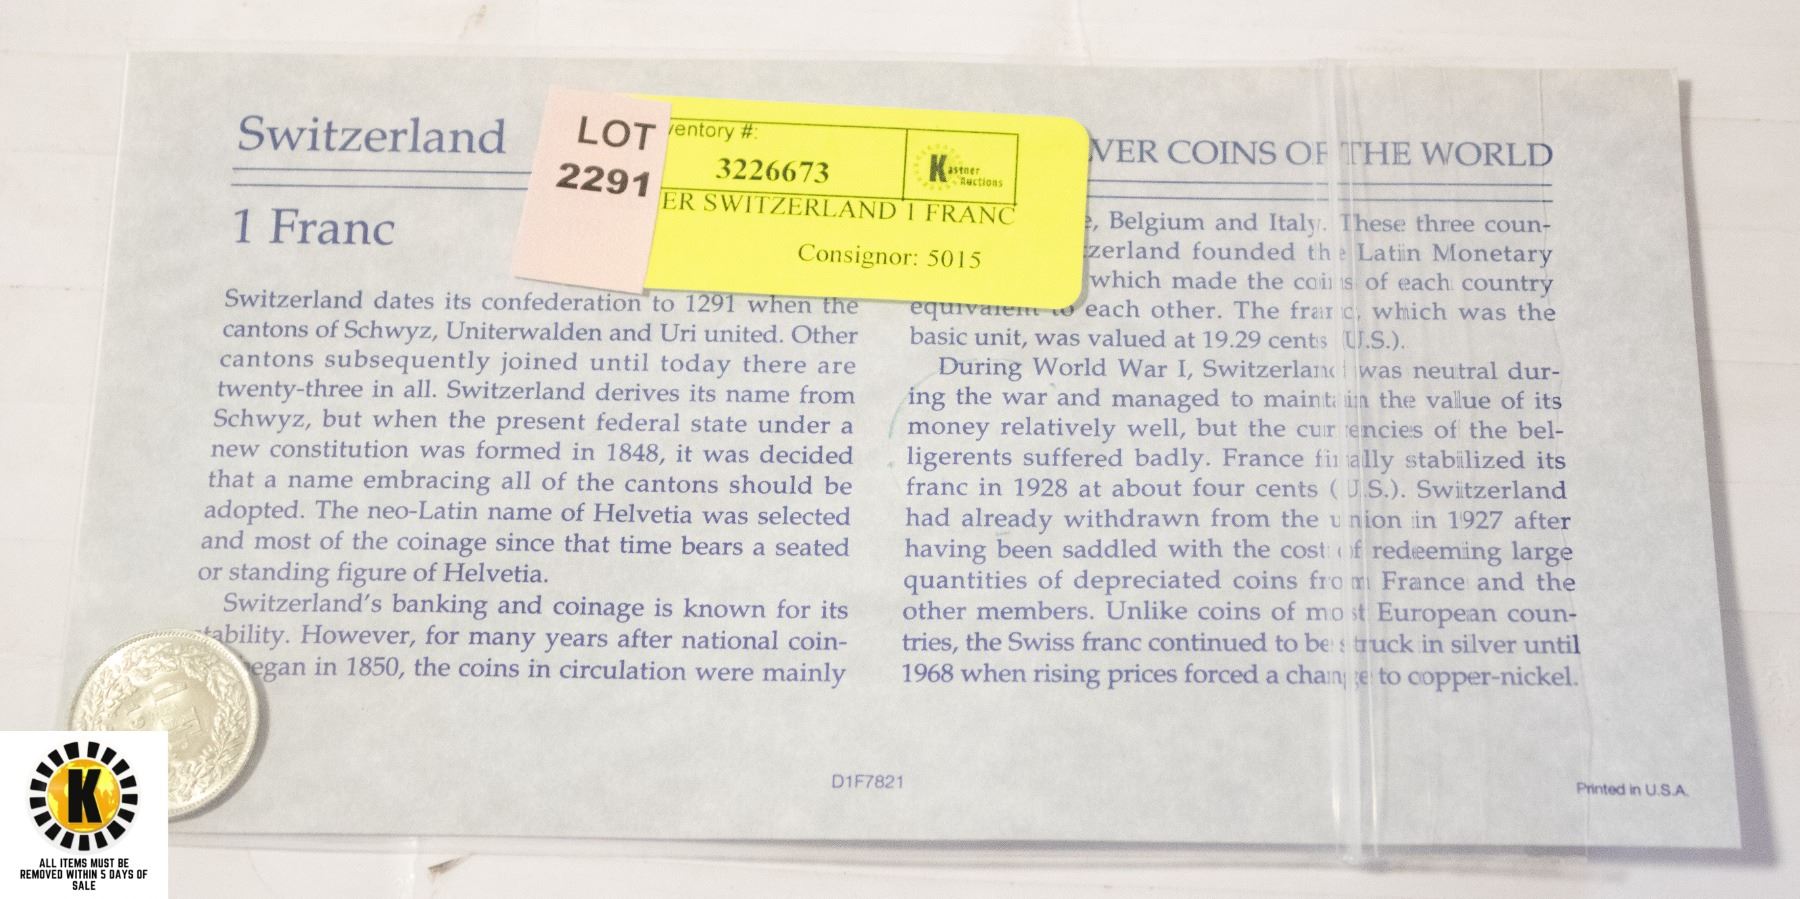 Switzerland
1 Franc
Switzerland dates its confederation to 1291 when the
cantons of Schwyz, Uniterwalden and Uri united. Other
cantons subsequently joined until today there are
twenty-three in all. Switzerland derives its name from
Schwyz, but when the present federal state under a
new constitution was formed in 1848, it was decided
that a name embracing all of the cantons should be
adopted. The neo-Latin name of Helvetia was selected
and most of the coinage since that time bears a seated
or standing figure of Helvetia.
Switzerland's banking and coinage is known for its
tability. However, for many years after national coin-
egan in 1850, the coins in circulation were mainly
LOT
2291
entory #:
3226673
Kastner
Auctions
ER SWITZERLAND 1 FRANC
Consignor: 5015
VER COINS OF THE WORLD
, Belgium and Italy. These three coun-
zerland founded the Latin Monetary
which made the coins of each country
equivalent to each other. The franc, which was the
basic unit, was valued at 19.29 cents (U.S.).
During World War I, Switzerland was neutral dur-
ing the war and managed to maintain the value of its
money relatively well, but the currencies of the bel-
ligerents suffered badly. France finally stabilized its
franc in 1928 at about four cents (U.S.). Switzerland
had already withdrawn from the union in 1927 after
having been saddled with the cost of redeeming large
quantities of depreciated coins from France and the
other members. Unlike coins of most European coun-
tries, the Swiss franc continued to be struck in silver until
1968 when rising prices forced a change to copper-nickel.
D1F7821
Printed in U.S.A.
K
ALL ITEMS MUST BE
REMOVED WITHIN 5 DAYS OF
SALE